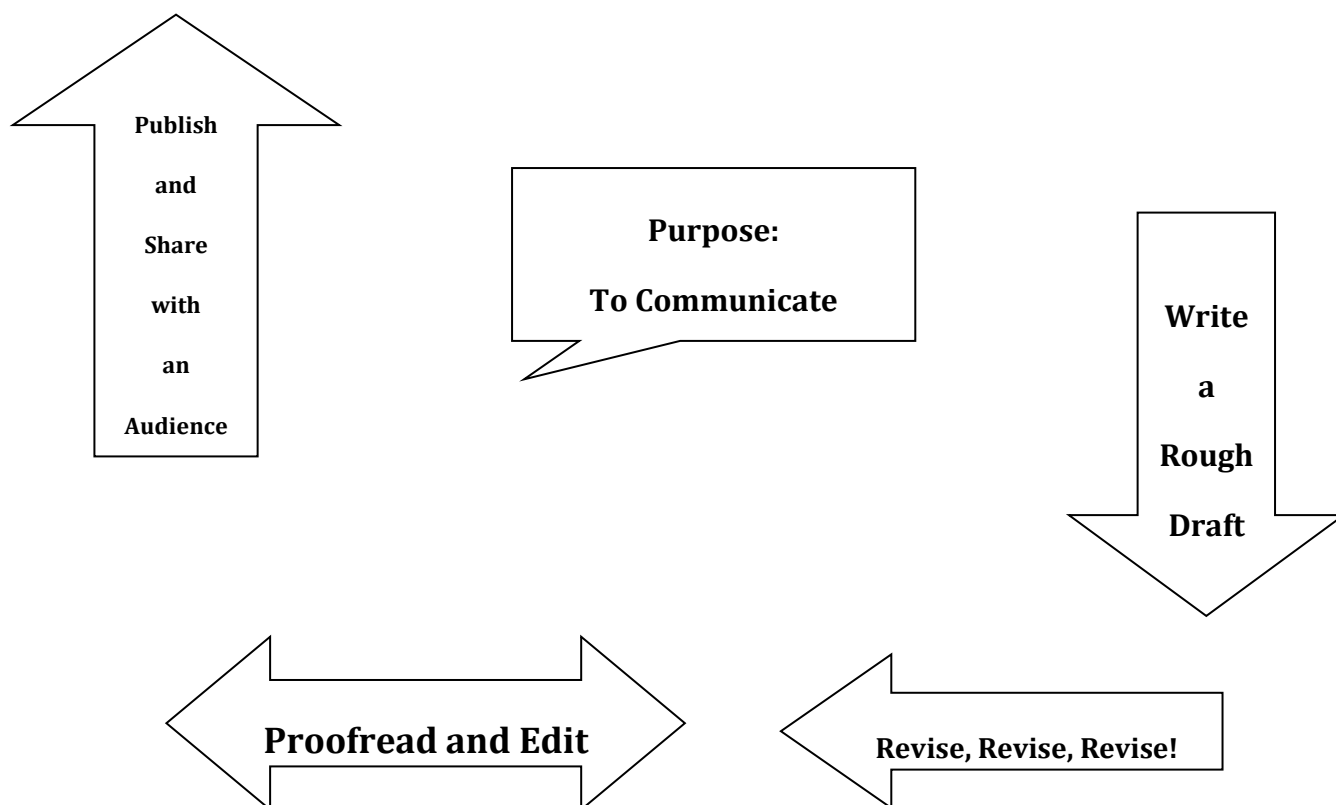 Publish
and
Share
with
an
Audience
Purpose:
To Communicate
Write
a
Rough
Draft
Proofread and Edit
Revise, Revise, Revise!